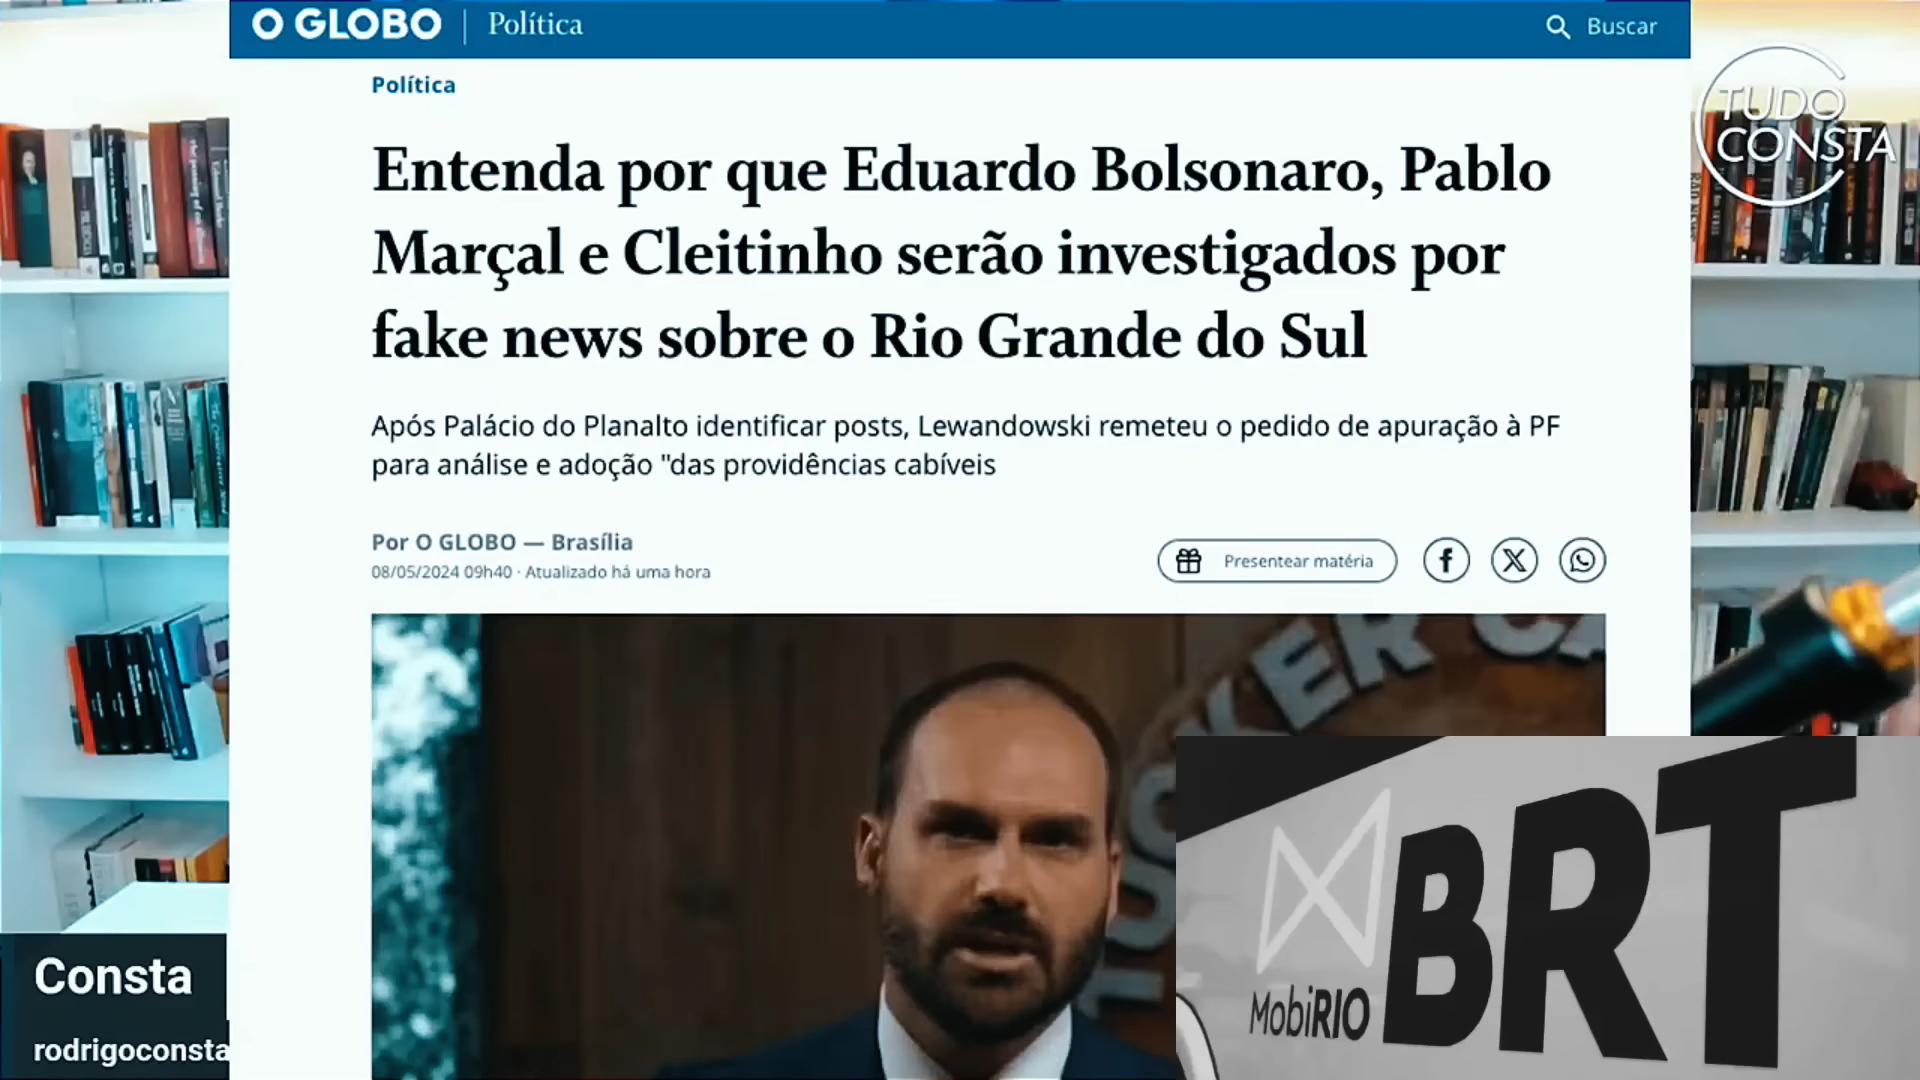 O GLOBO | Política
Buscar
Política
TUDO
CONSTA
Entenda por que Eduardo Bolsonaro, Pablo
Marçal e Cleitinho serão investigados por
fake news sobre o Rio Grande do Sul
Após Palácio do Planalto identificar posts, Lewandowski remeteu o pedido de apuração à PF
para análise e adoção "das providências cabíveis
Por O GLOBO — Brasília
08/05/2024 09h40 · Atualizado há uma hora
Presentear matéria
KER CA
MobiRIO
BRT
Consta
rodrigoconsta